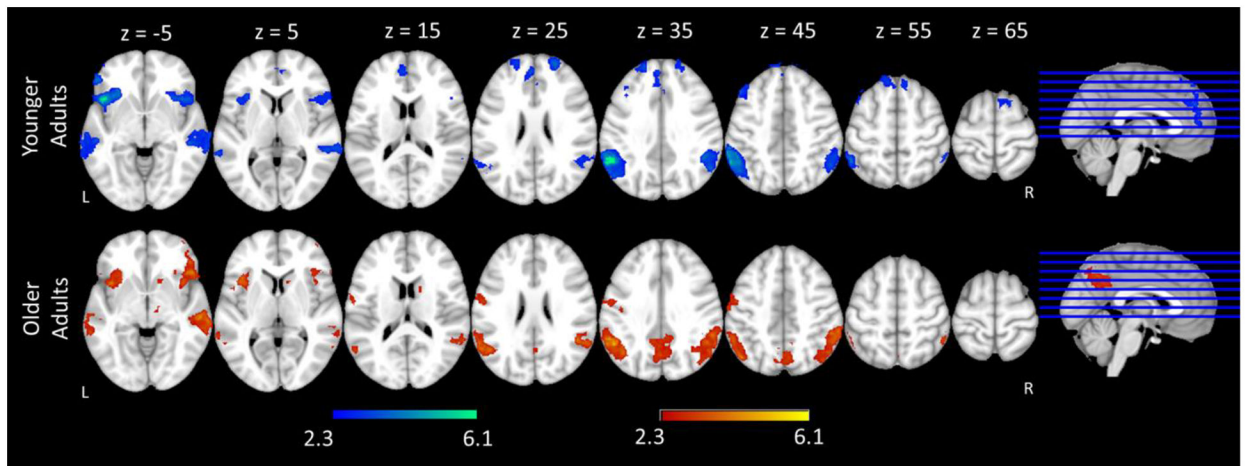 z = -5 z = 5 z = 15 z = 25 z = 35 z = 45 z = 55 z = 65
Younger
Adults
L
R
Older
Adults
L
R
2.3 6.1 2.3 6.1